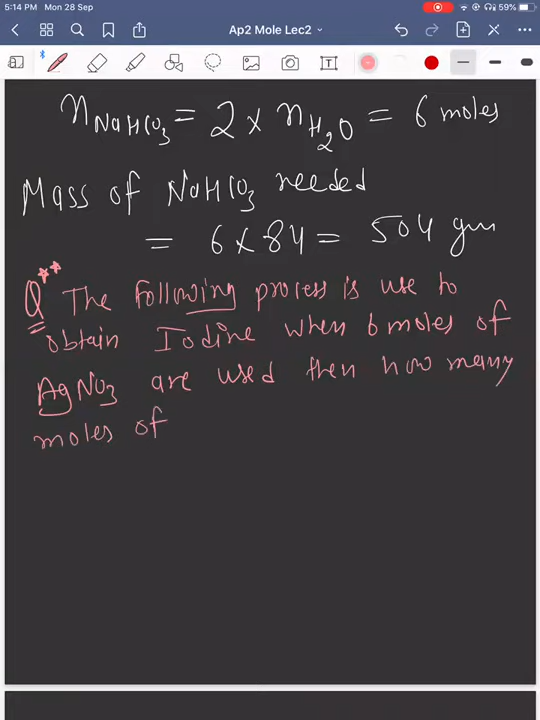 5:14 PM Mon 28 Sep
59%
Ap2 Mole Lec2
T
nNaHCO3 = 2 × nH2O = 6 moles
Mass of NaHCO3 needed
= 6 × 84 = 504 gm
Q** The following process is use to
obtain Iodine when 6 moles of
AgNO3 are used then how many
moles of